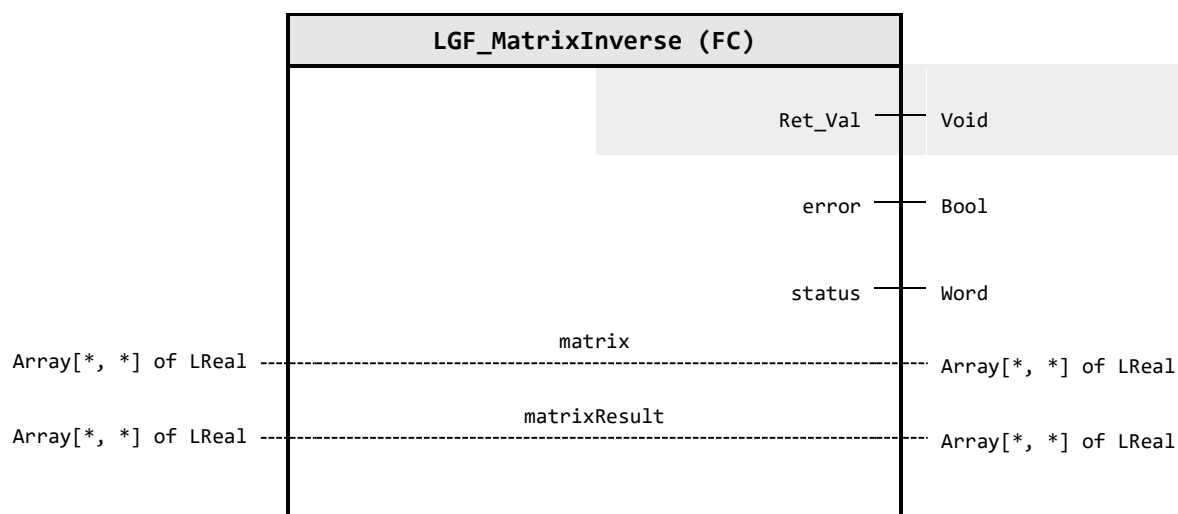 LGF_MatrixInverse (FC)
Ret_Val Void
error Bool
status Word
matrix
Array[*, *] of LReal Array[*, *] of LReal
matrixResult
Array[*, *] of LReal Array[*, *] of LReal